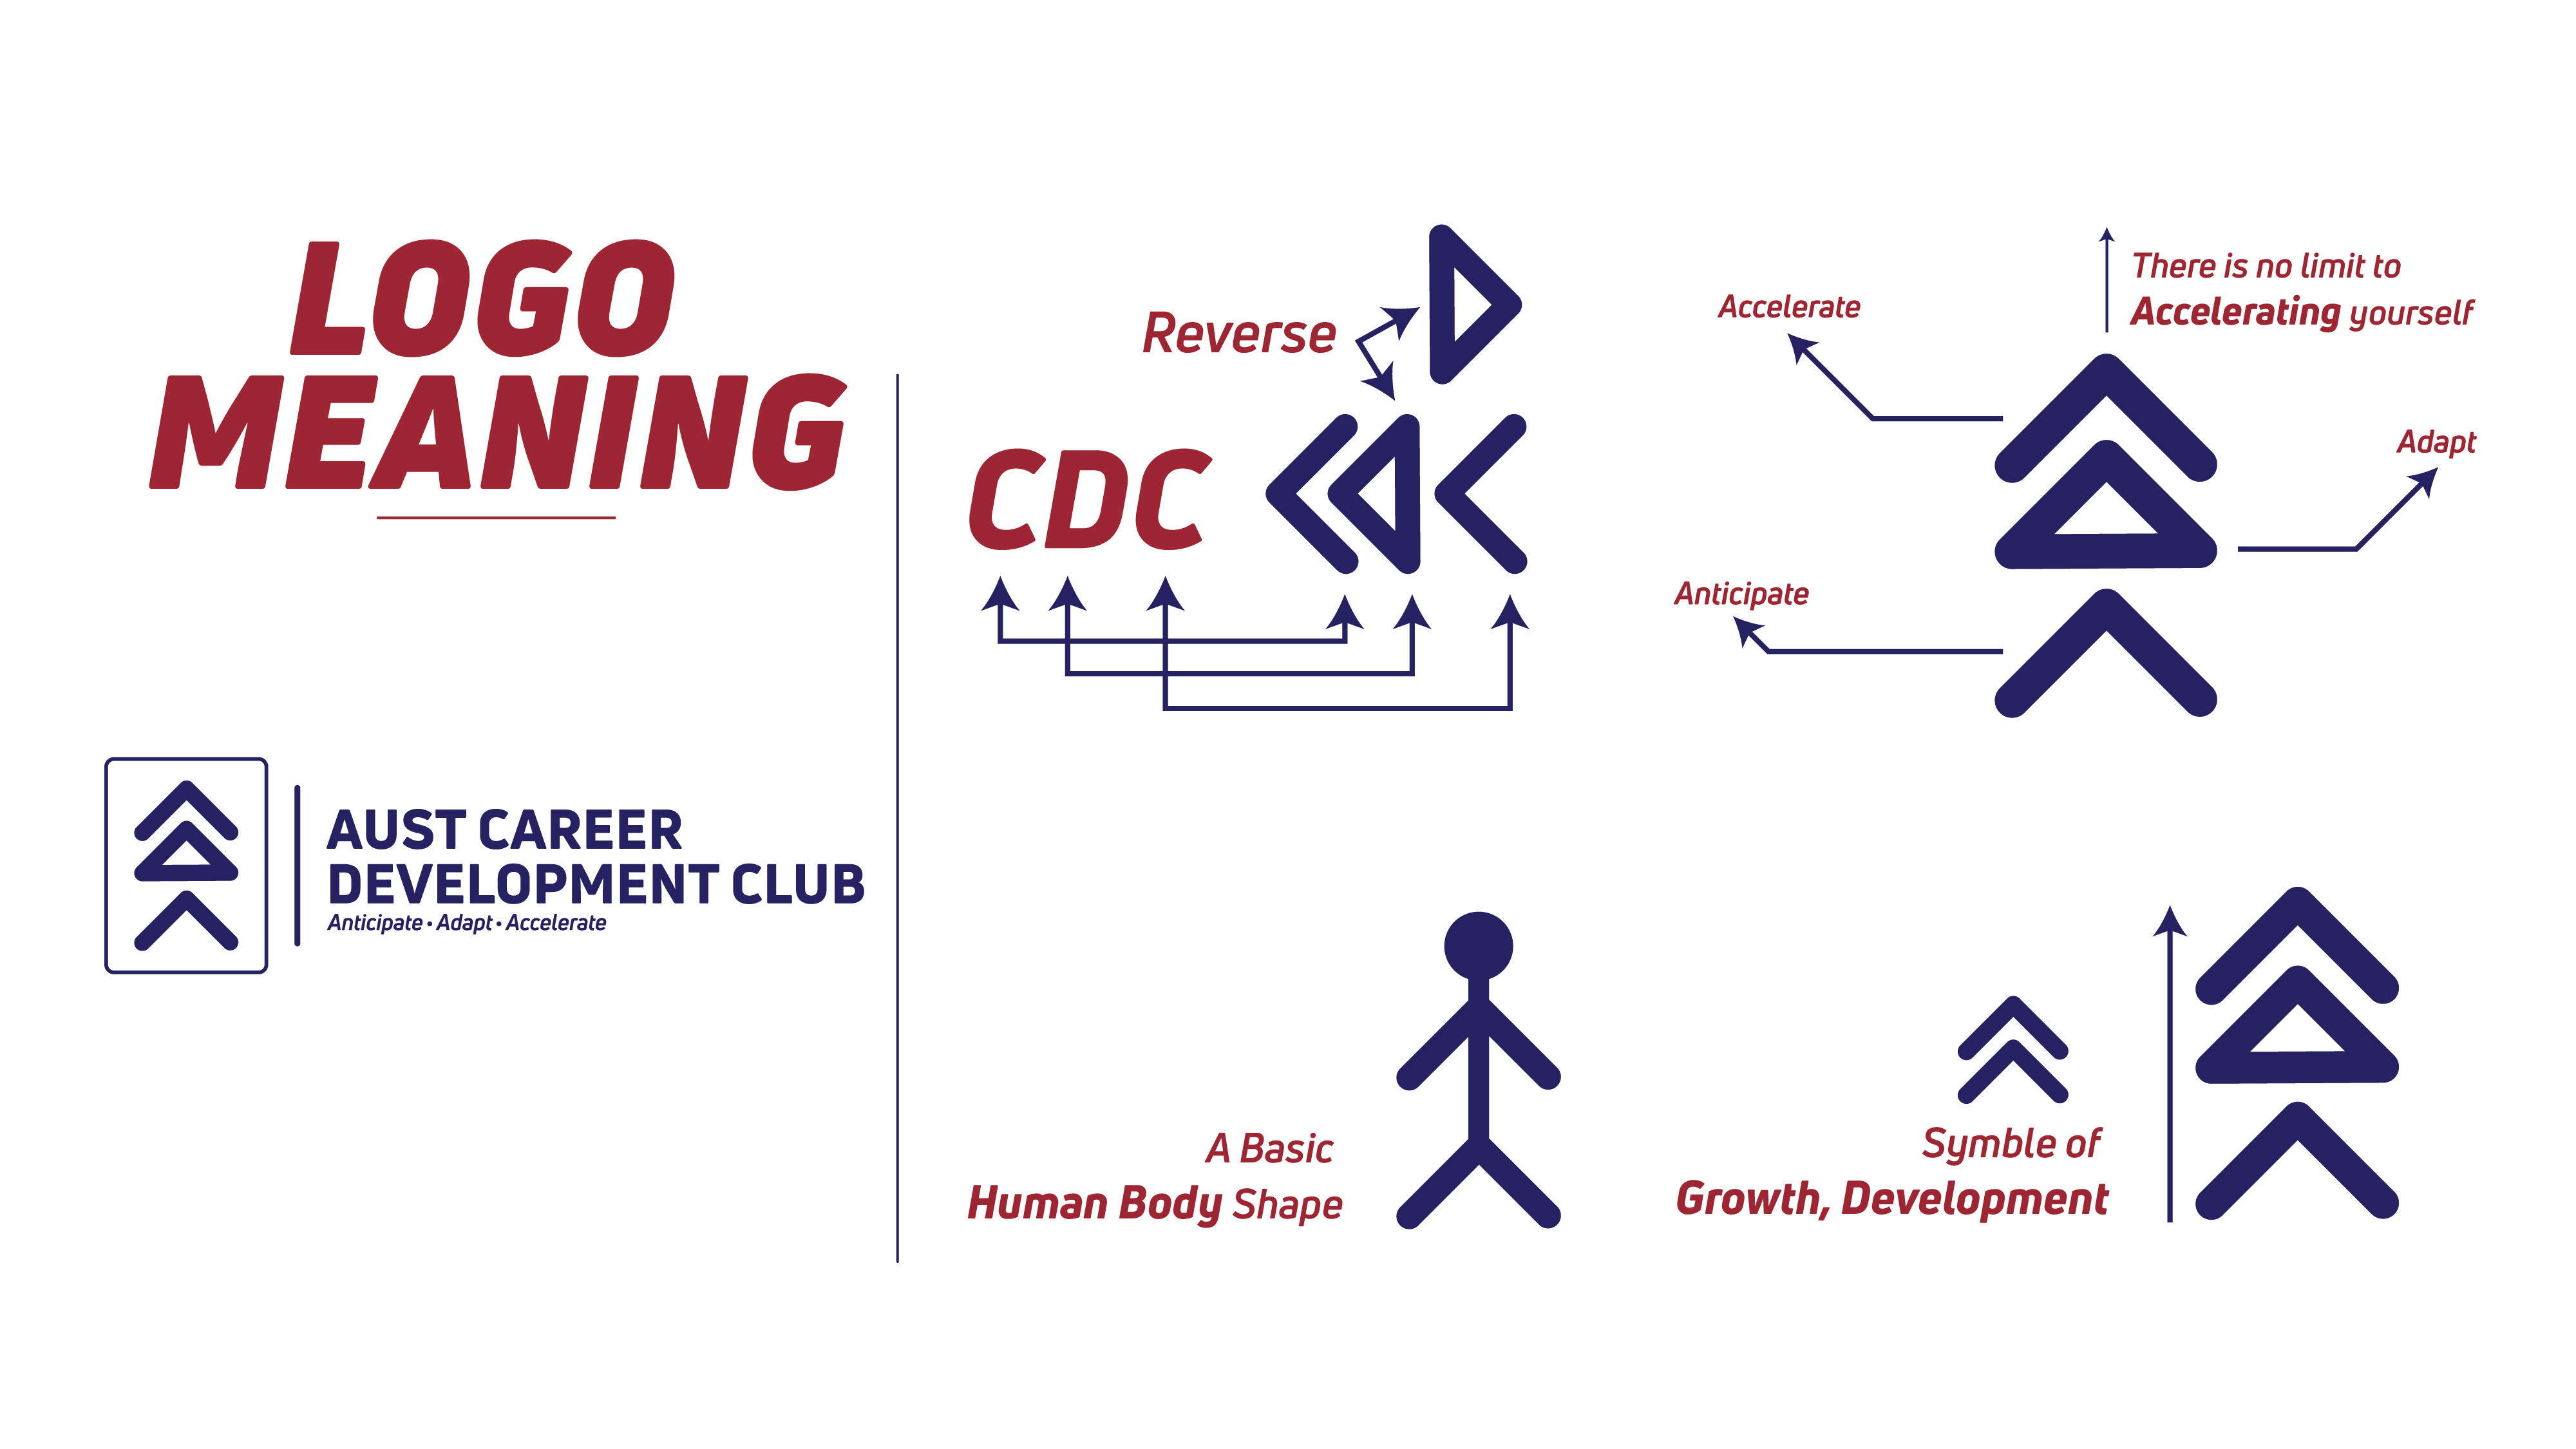 LOGO
MEANING
AUST CAREER
DEVELOPMENT CLUB
Anticipate • Adapt • Accelerate
Reverse
CDC
Accelerate
There is no limit to
Accelerating yourself
Adapt
Anticipate
A Basic
Human Body Shape
Symble of
Growth, Development